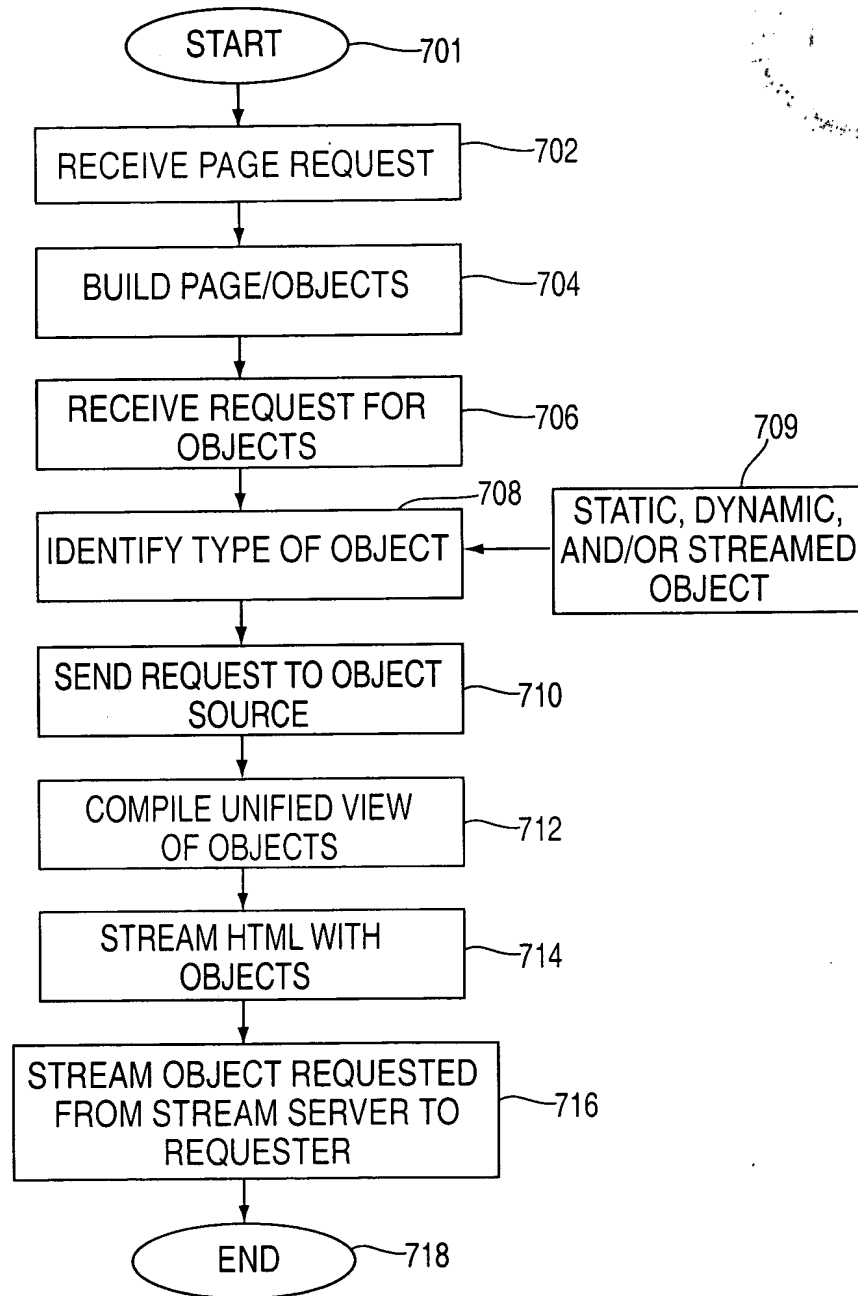 START
701
RECEIVE PAGE REQUEST
702
BUILD PAGE/OBJECTS
704
RECEIVE REQUEST FOR
OBJECTS
706
709
708
IDENTIFY TYPE OF OBJECT
STATIC, DYNAMIC,
AND/OR STREAMED
OBJECT
SEND REQUEST TO OBJECT
SOURCE
710
COMPILE UNIFIED VIEW
OF OBJECTS
712
STREAM HTML WITH
OBJECTS
714
STREAM OBJECT REQUESTED
FROM STREAM SERVER TO
REQUESTER
716
END
718